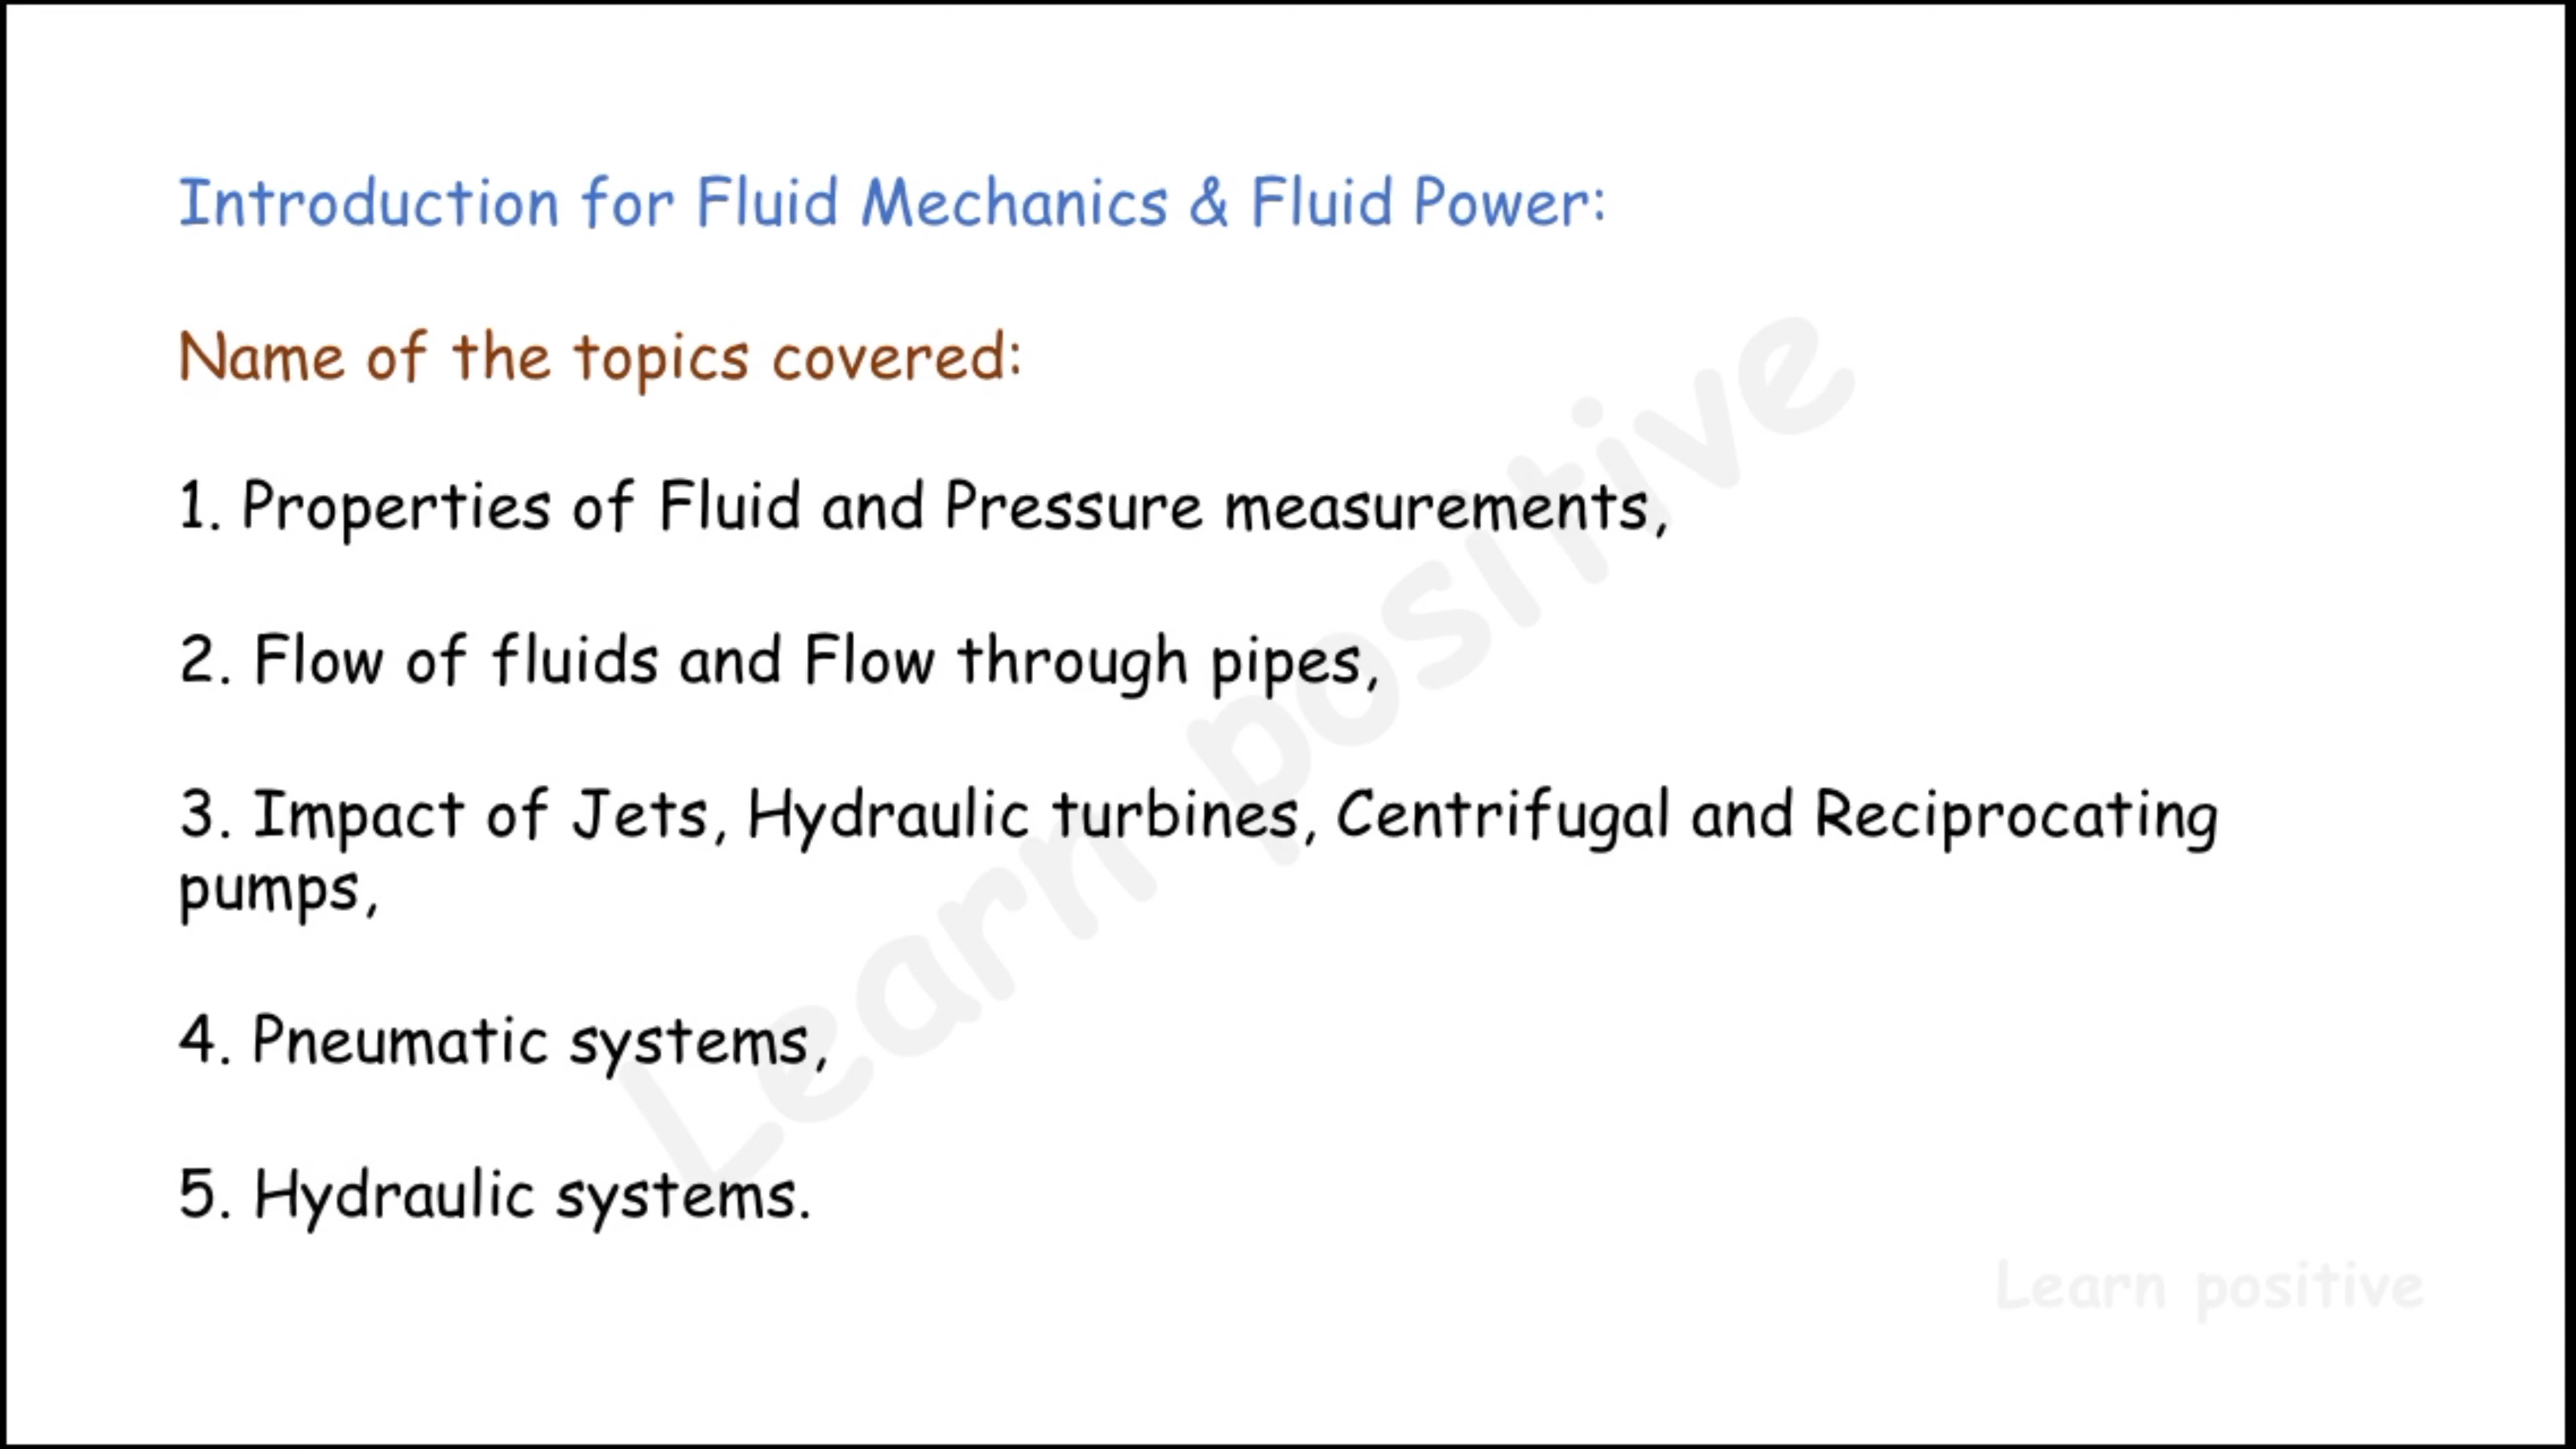 Introduction for Fluid Mechanics & Fluid Power:
Name of the topics covered:
1. Properties of Fluid and Pressure measurements,
2. Flow of fluids and Flow through pipes,
3. Impact of Jets, Hydraulic turbines, Centrifugal and Reciprocating
pumps,
4. Pneumatic systems,
5. Hydraulic systems.
Learn positive
Learn positive